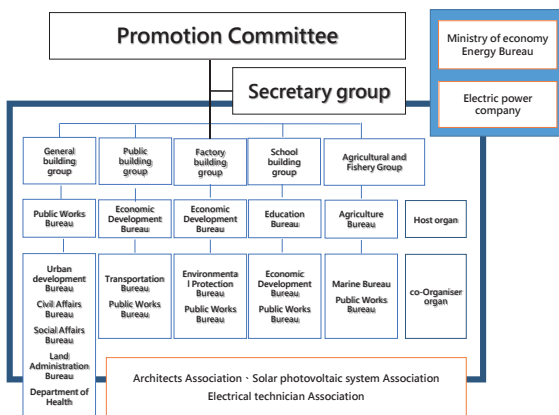 Promotion Committee
Ministry of economy
Energy Bureau
Electric power
company
Secretary group
General
building
group
Public
building
group
Factory
building
group
School
building
group
Agricultural and
Fishery Group
Public Works
Bureau
Economic
Development
Bureau
Economic
Development
Bureau
Education
Bureau
Agriculture
Bureau
Host organ
Urban
development
Bureau
Civil Affairs
Bureau
Social Affairs
Bureau
Land
Administration
Bureau
Department of
Health
Transportation
Bureau
Public Works
Bureau
Environmenta
l Protection
Bureau
Public Works
Bureau
Economic
Development
Bureau
Public Works
Bureau
Marine Bureau
Public Works
Bureau
co-Organiser
organ
Architects Association、Solar photovoltaic system Association
Electrical technician Association